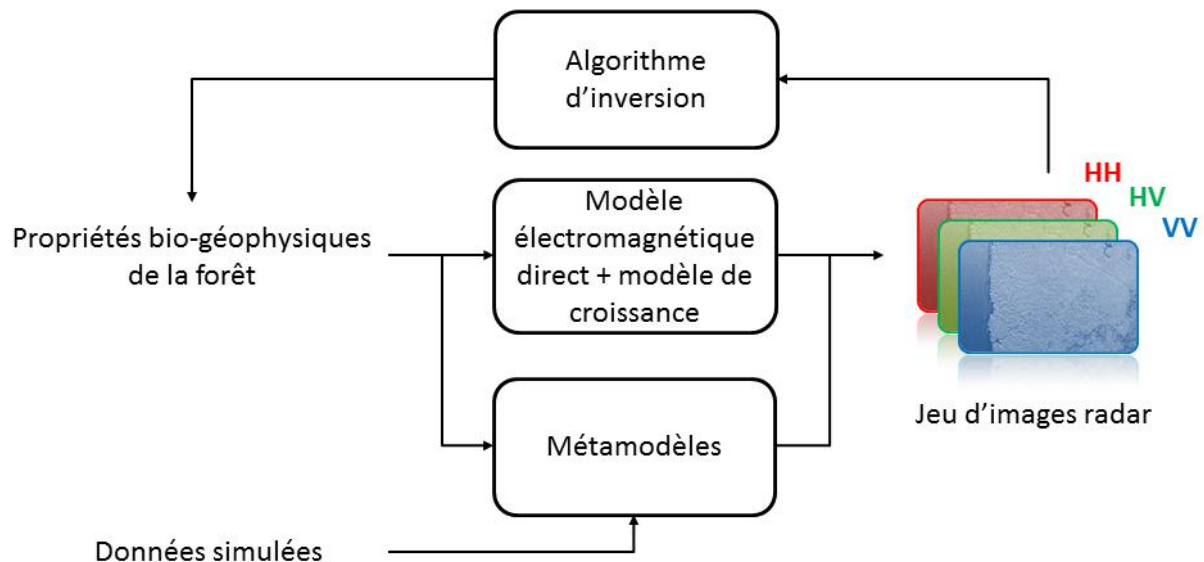 Algorithme
d’inversion
HH
HV
VV
Propriétés bio-géophysiques
de la forêt
Modèle
électromagnétique
direct + modèle de
croissance
Jeu d’images radar
Métamodèles
Données simulées